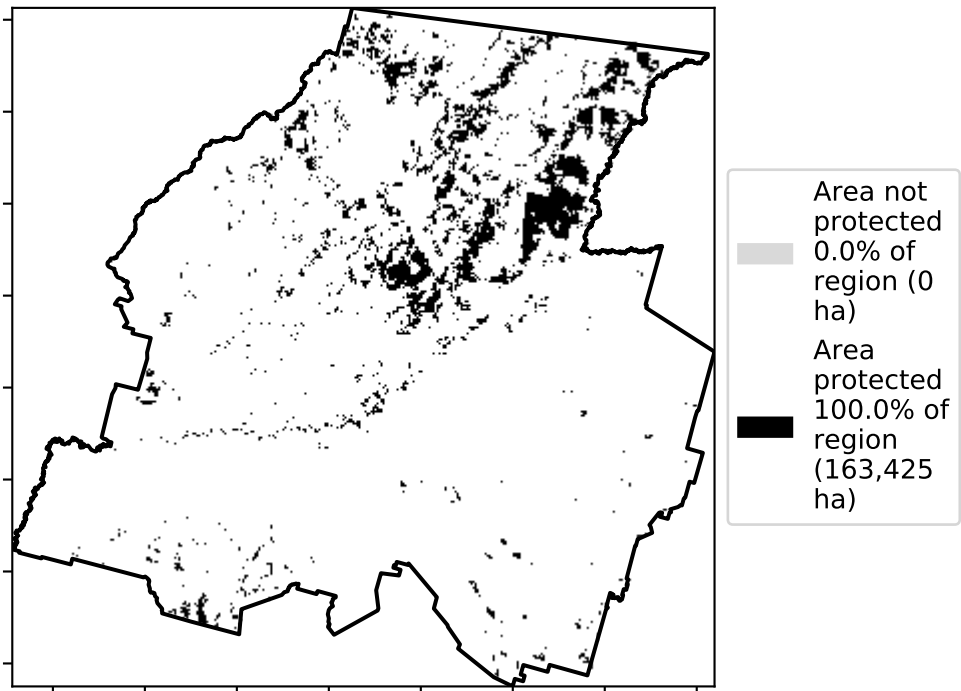 Area not
protected
0.0% of
region (0
ha)
Area
protected
100.0% of
region
(163,425
ha)